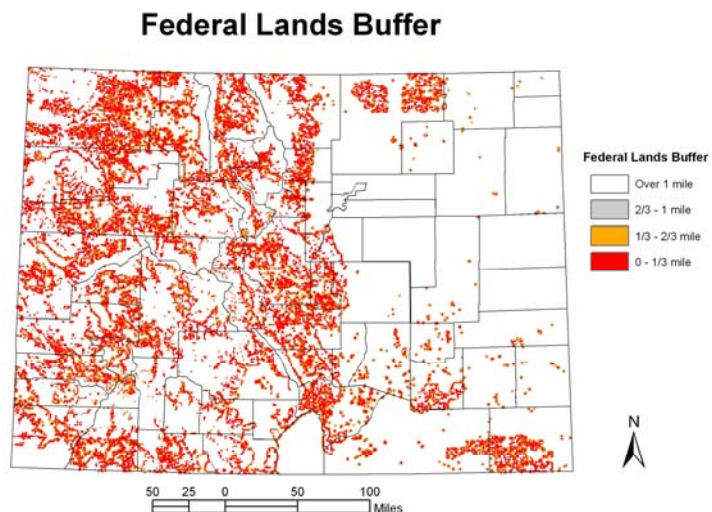 Federal Lands Buffer
Federal Lands Buffer
Over 1 mile
2/3 - 1 mile
1/3 - 2/3 mile
0 - 1/3 mile
N
50 25 0 50 100
Miles